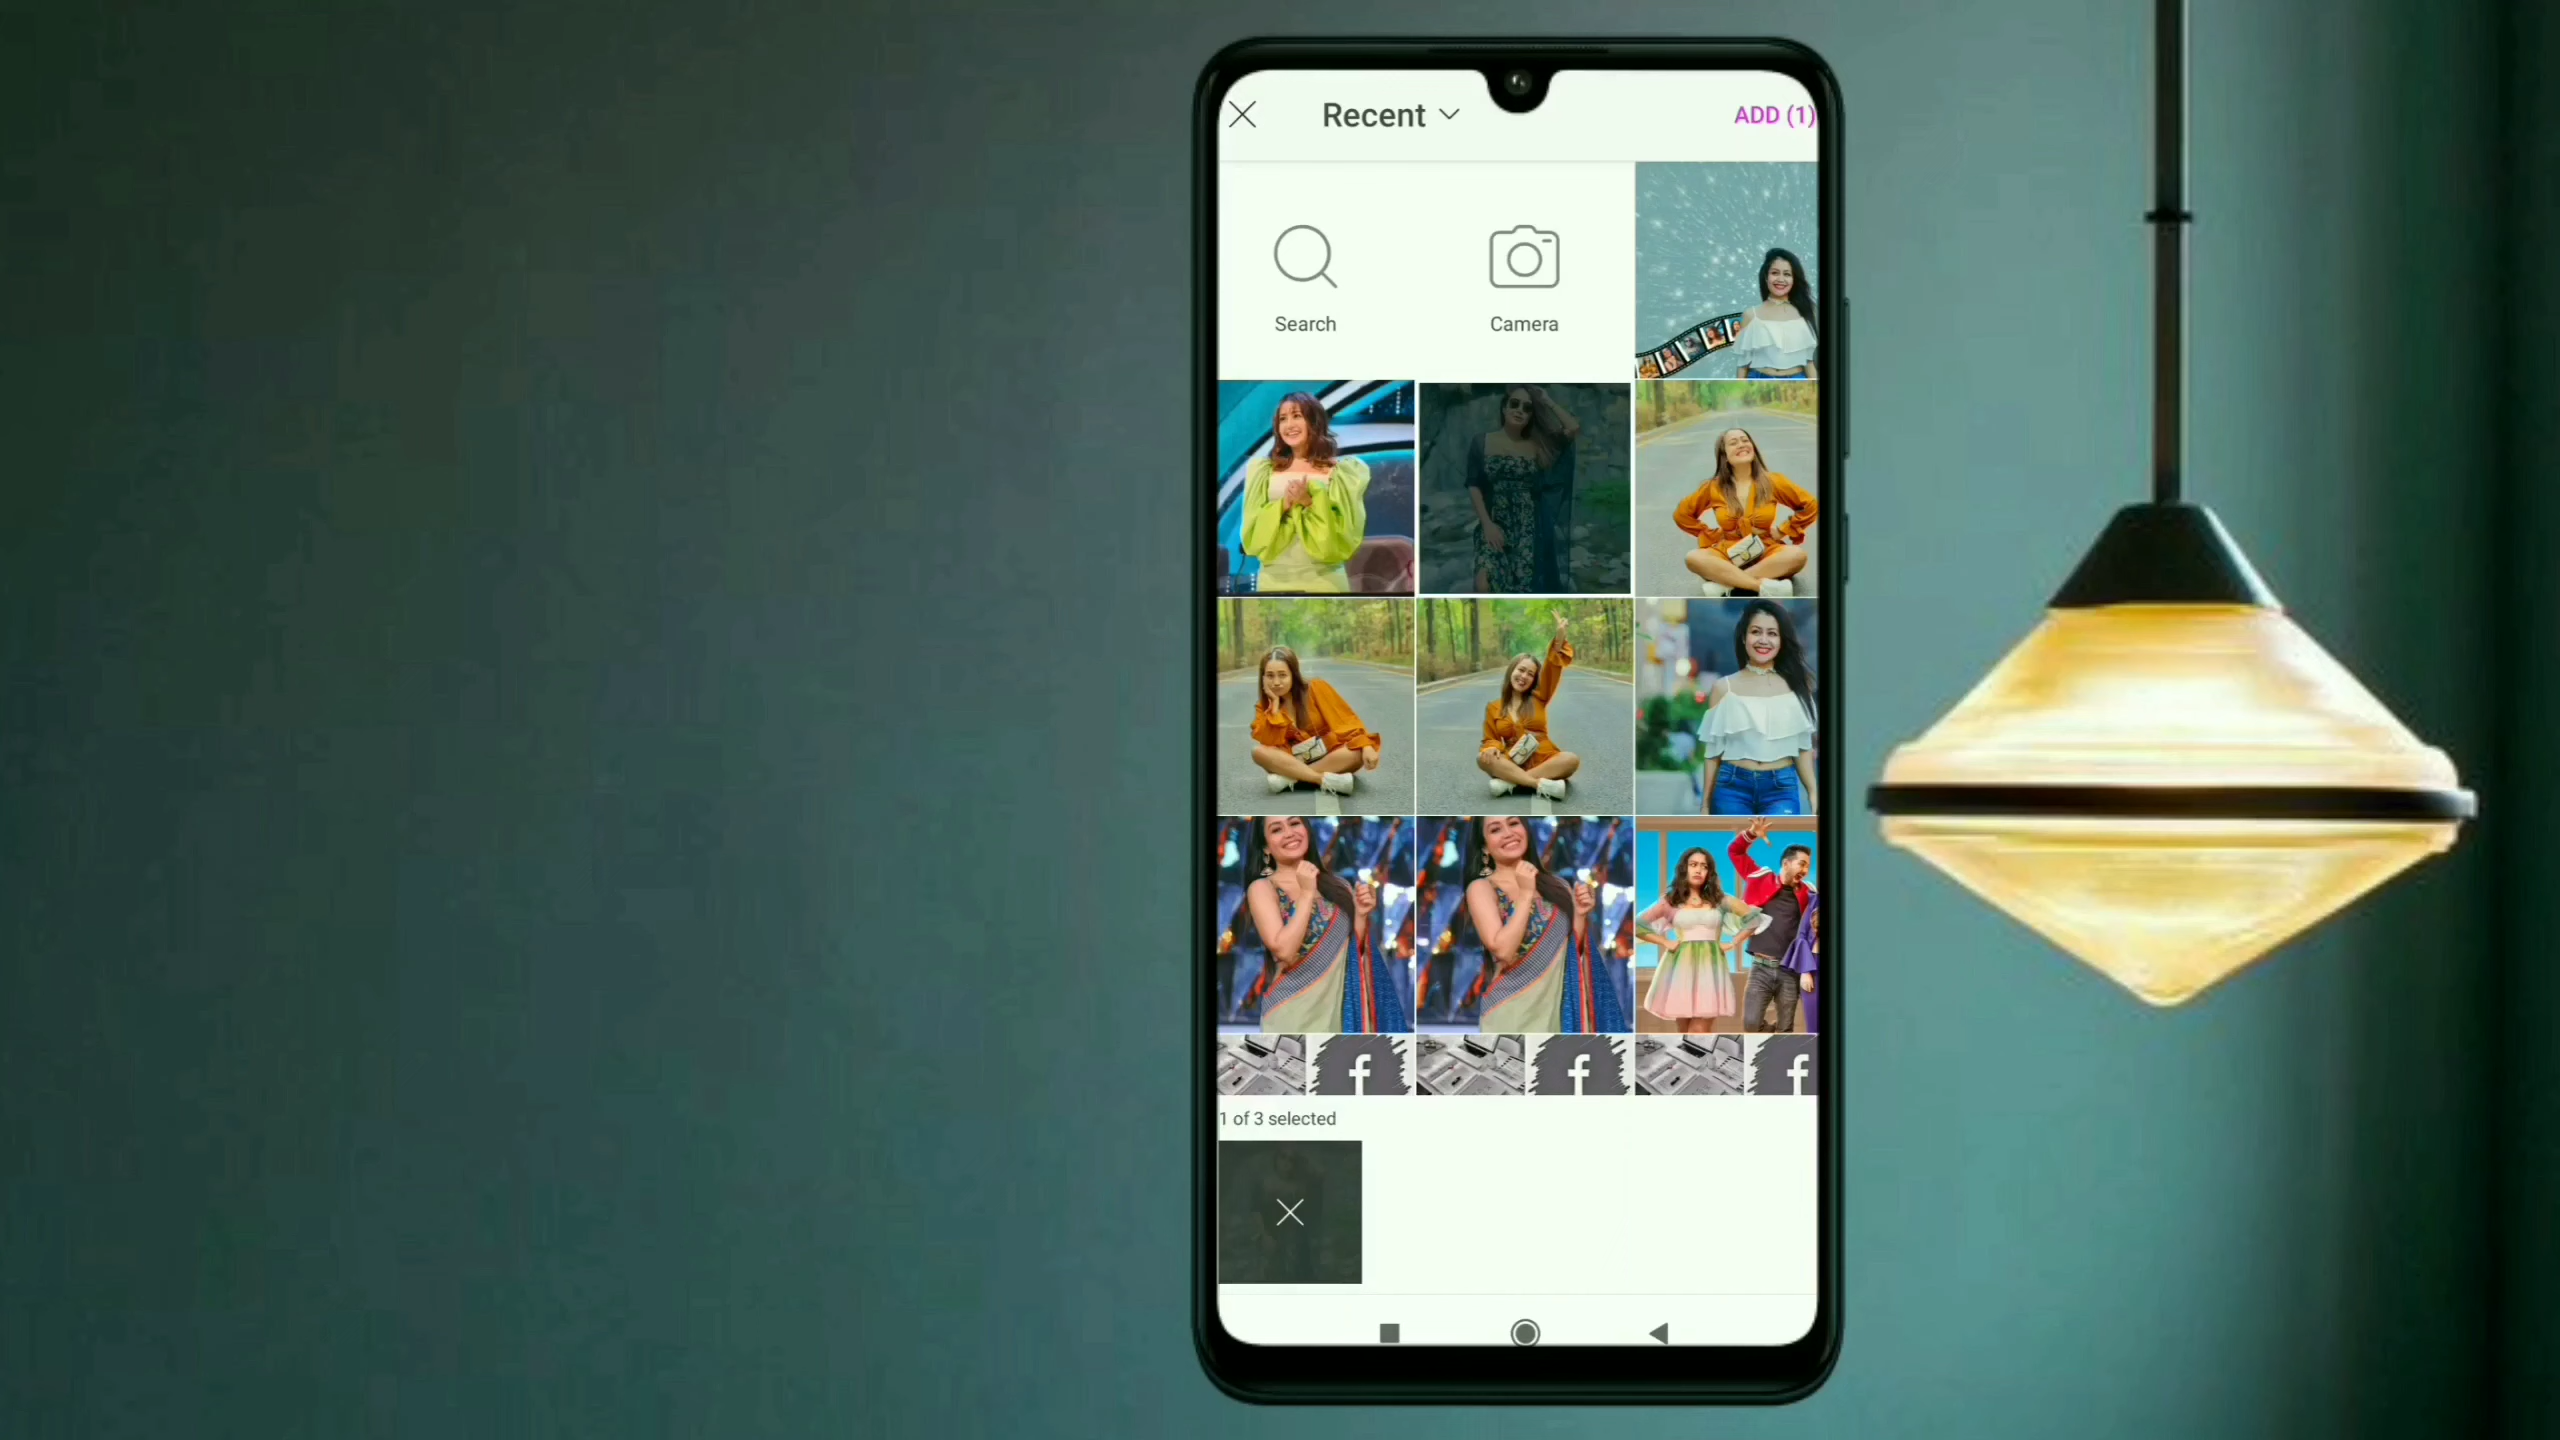 Recent
ADD (1)
Search
Camera
f
f
f
1 of 3 selected